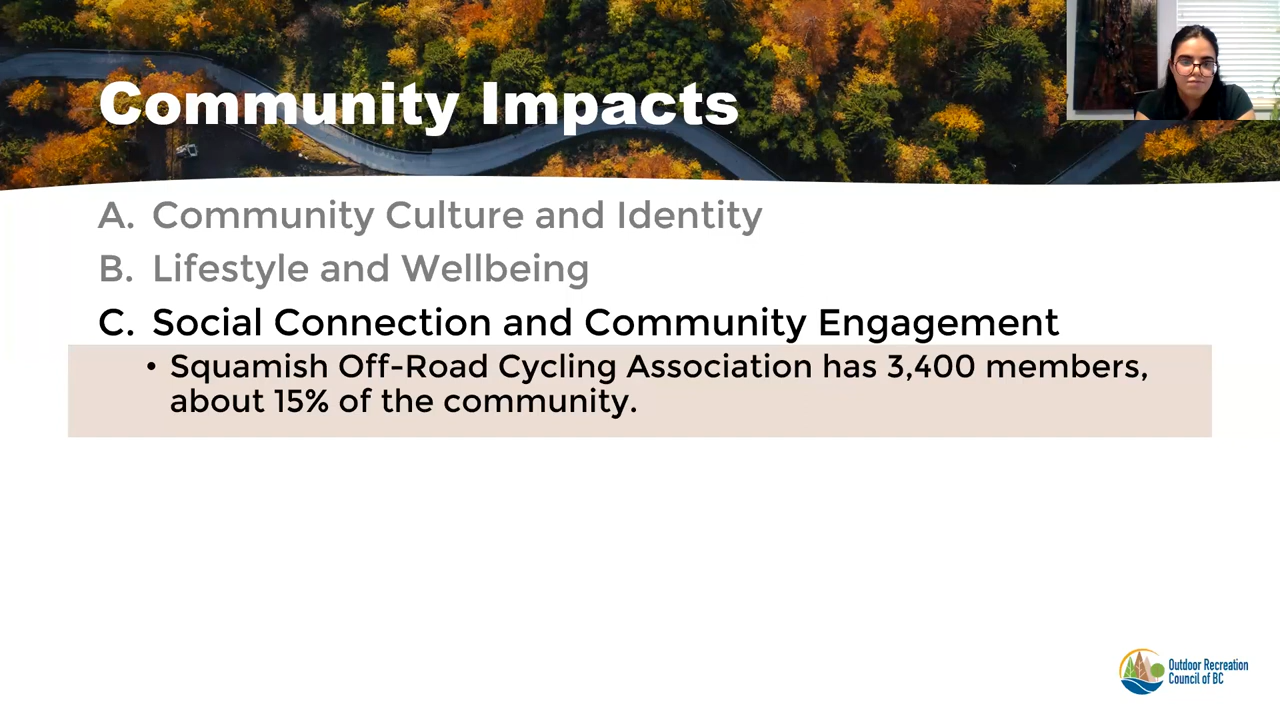 Community Impacts
A. Community Culture and Identity
B. Lifestyle and Wellbeing
C. Social Connection and Community Engagement
• Squamish Off-Road Cycling Association has 3,400 members,
about 15% of the community.
Outdoor Recreation
Council of BC